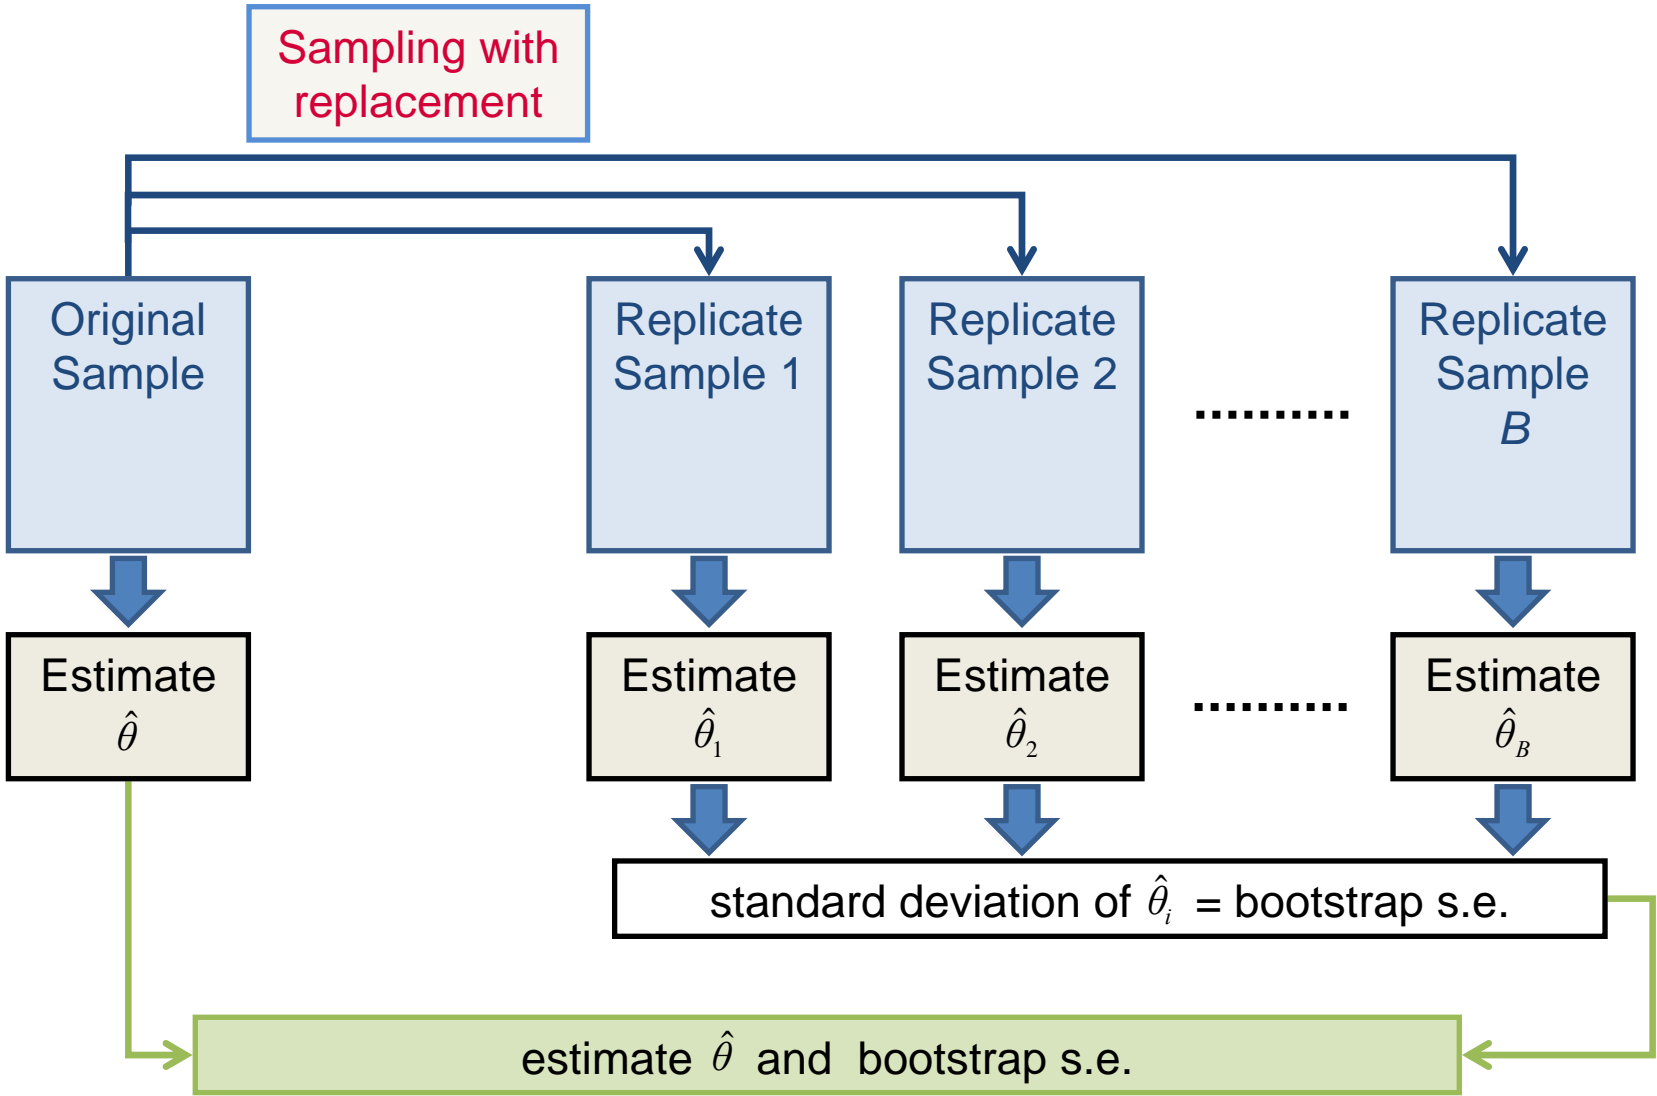 Sampling with
replacement
Original
Sample
Replicate
Sample 1
Replicate
Sample 2
..........
Replicate
Sample
B
Estimate
θ̂
Estimate
θ̂₁
Estimate
θ̂₂
..........
Estimate
θ̂_B
standard deviation of θ̂ᵢ = bootstrap s.e.
estimate θ̂ and bootstrap s.e.